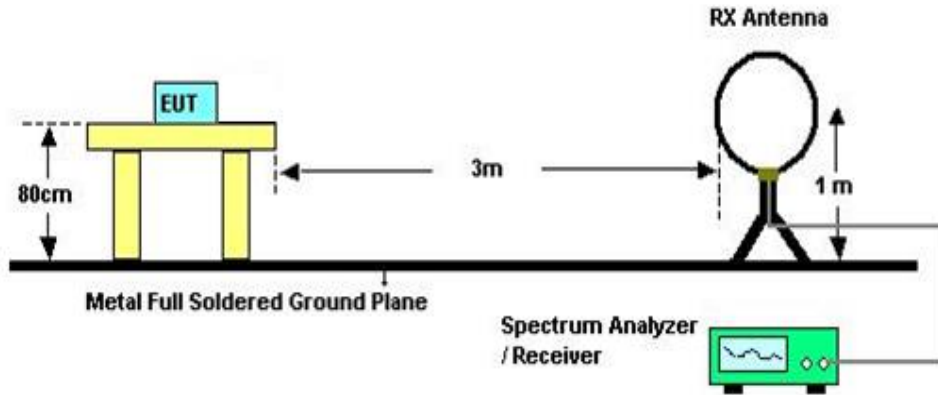 RX Antenna
EUT
3m
80cm
1 m
Metal Full Soldered Ground Plane
Spectrum Analyzer
/ Receiver